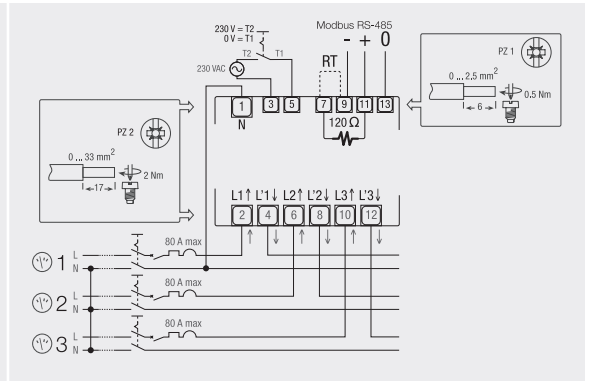 230 V = T2
0 V = T1
T2 T1
230 VAC
Modbus RS-485
- + 0
RT
1 3 5 7 9 11 13
N
120 Ω
PZ 1
0 ... 2,5 mm²
0.5 Nm
6
PZ 2
0 ... 33 mm²
2 Nm
17
L1↑ L'1↓ L2↑ L'2↓ L3↑ L'3↓
2 4 6 8 10 12
80 A max
1 L
N
80 A max
2 L
N
80 A max
3 L
N